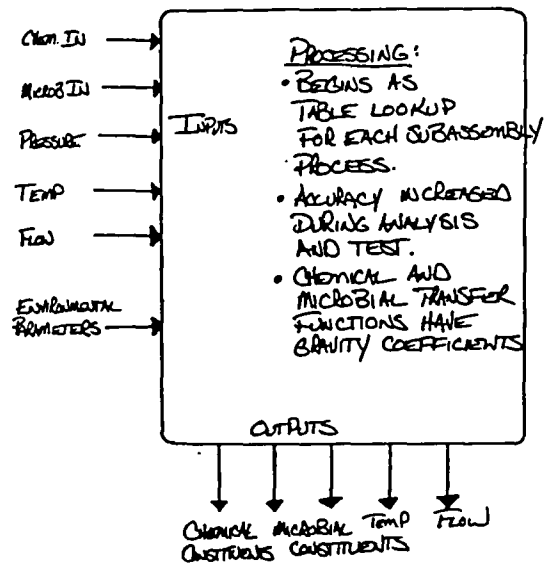 CHEM. IN
MICROB IN
PRESSURE
TEMP
FLOW
ENVIRONMENTAL
PARAMETERS
INPUTS
PROCESSING:
• BEGINS AS
TABLE LOOKUP
FOR EACH SUBASSEMBLY
PROCESS.
• ACCURACY INCREASED
DURING ANALYSIS
AND TEST.
• CHEMICAL AND
MICROBIAL TRANSFER
FUNCTIONS HAVE
GRAVITY COEFFICIENTS
OUTPUTS
CHEMICAL MICROBIAL TEMP FLOW
CONSTITUENS CONSTITUENTS